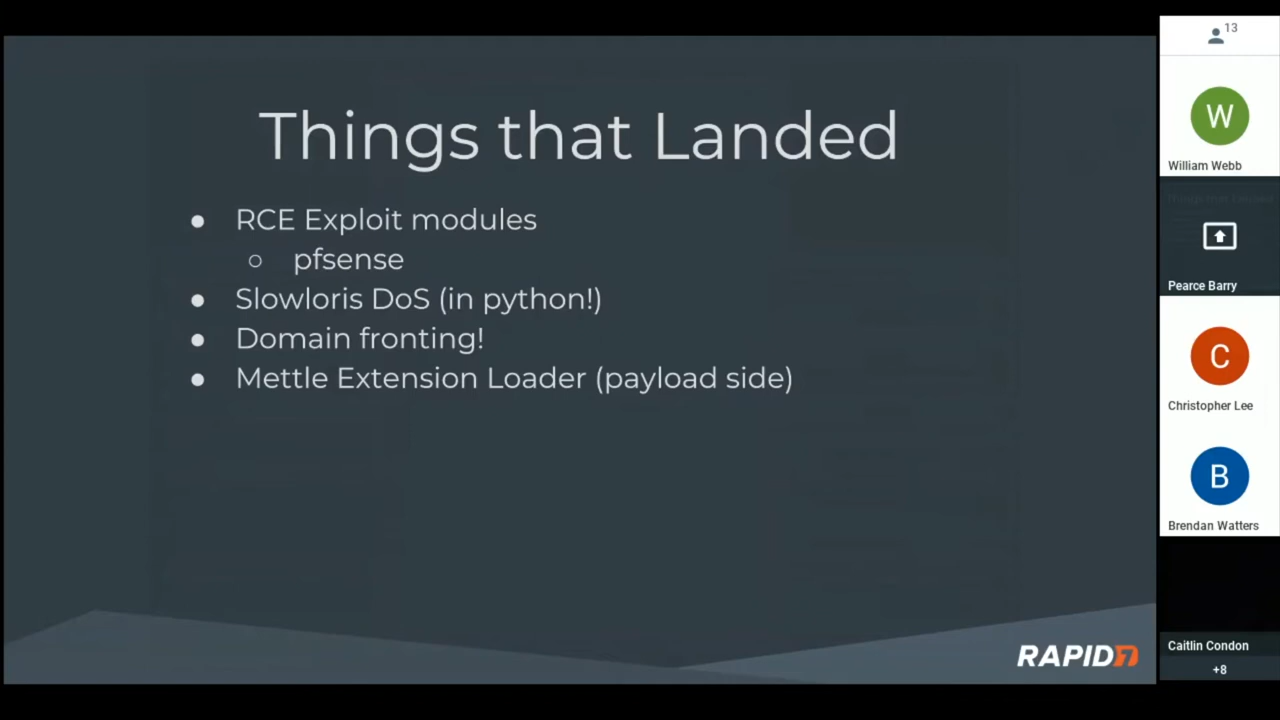 Things that Landed
● RCE Exploit modules
○ pfsense
● Slowloris DoS (in python!)
● Domain fronting!
● Mettle Extension Loader (payload side)
RAPID7
13
W
William Webb
Pearce Barry
C
Christopher Lee
B
Brendan Watters
Caitlin Condon
+8